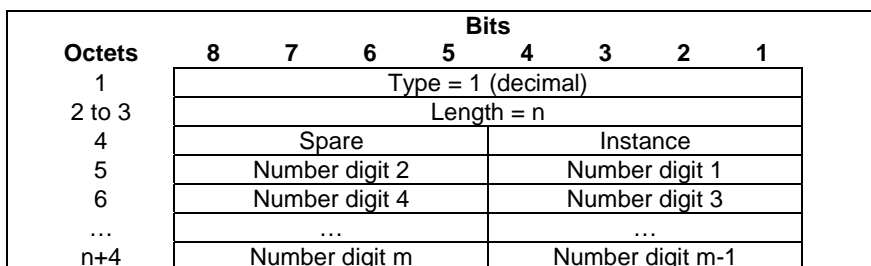 Bits
Octets 8 7 6 5 4 3 2 1
1 Type = 1 (decimal)
2 to 3 Length = n
4 Spare Instance
5 Number digit 2 Number digit 1
6 Number digit 4 Number digit 3
… … …
n+4 Number digit m Number digit m-1